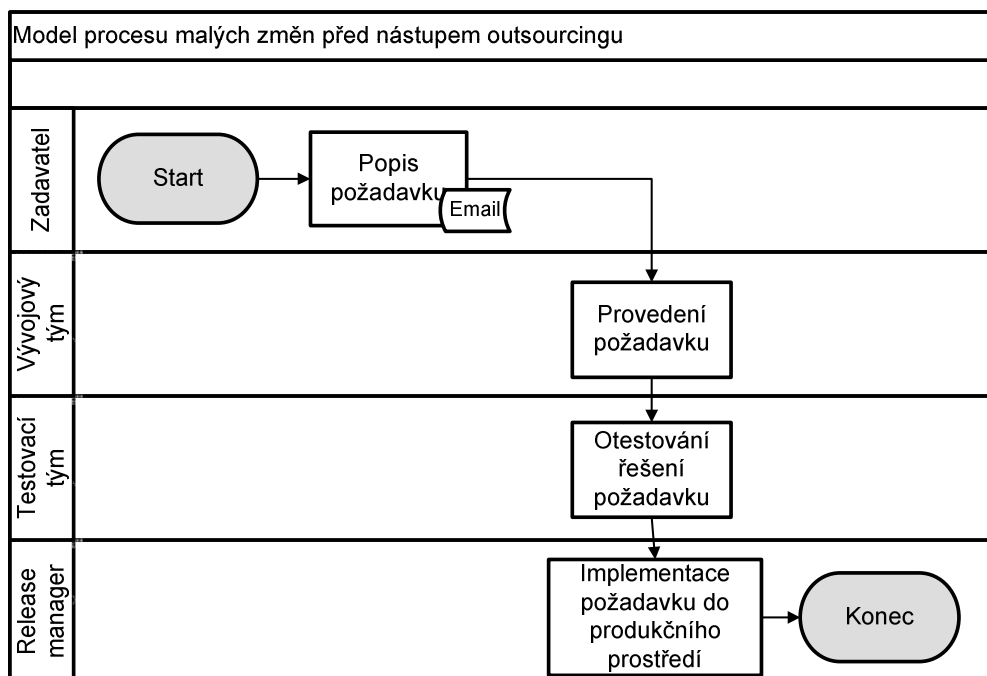 Model procesu malých změn před nástupem outsourcingu
Zadavatel
Start
Popis
požadavku
Email
Vývojový
tým
Provedení
požadavku
Testovací
tým
Otestování
řešení
požadavku
Release
manager
Implementace
požadavku do
produkčního
prostředí
Konec